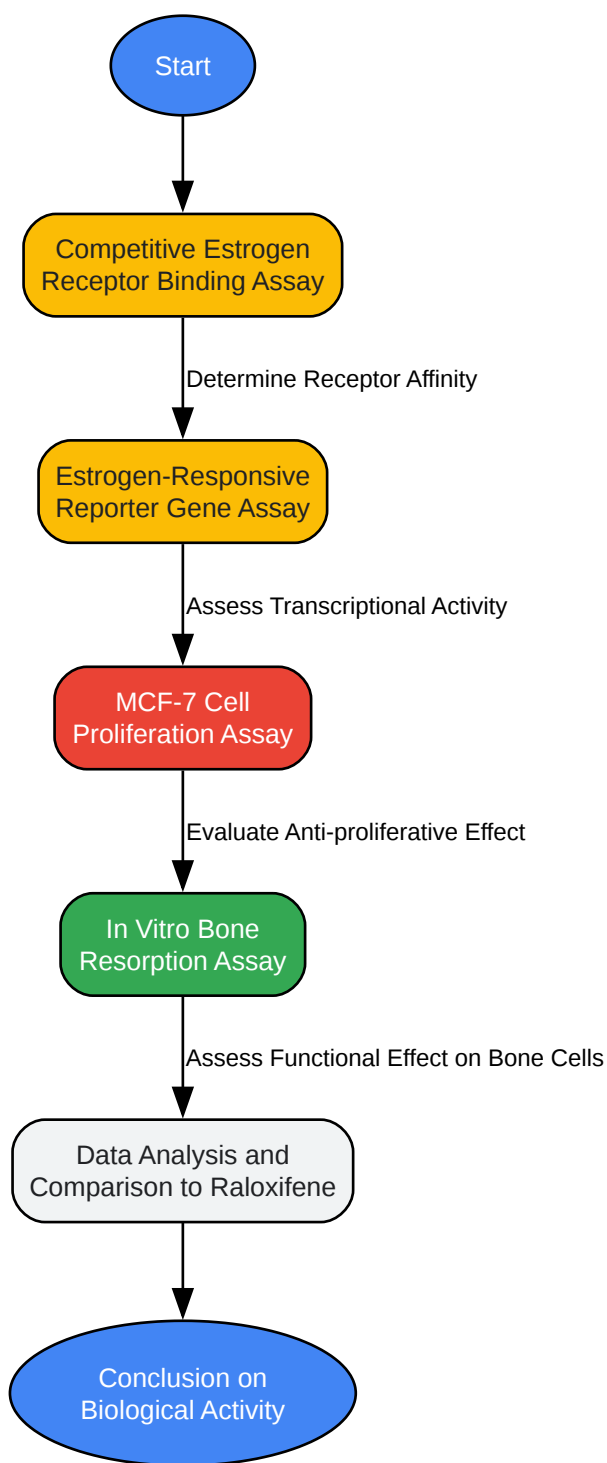 Start
Competitive Estrogen
Receptor Binding Assay
Determine Receptor Affinity
Estrogen-Responsive
Reporter Gene Assay
Assess Transcriptional Activity
MCF-7 Cell
Proliferation Assay
Evaluate Anti-proliferative Effect
In Vitro Bone
Resorption Assay
Assess Functional Effect on Bone Cells
Data Analysis and
Comparison to Raloxifene
Conclusion on
Biological Activity